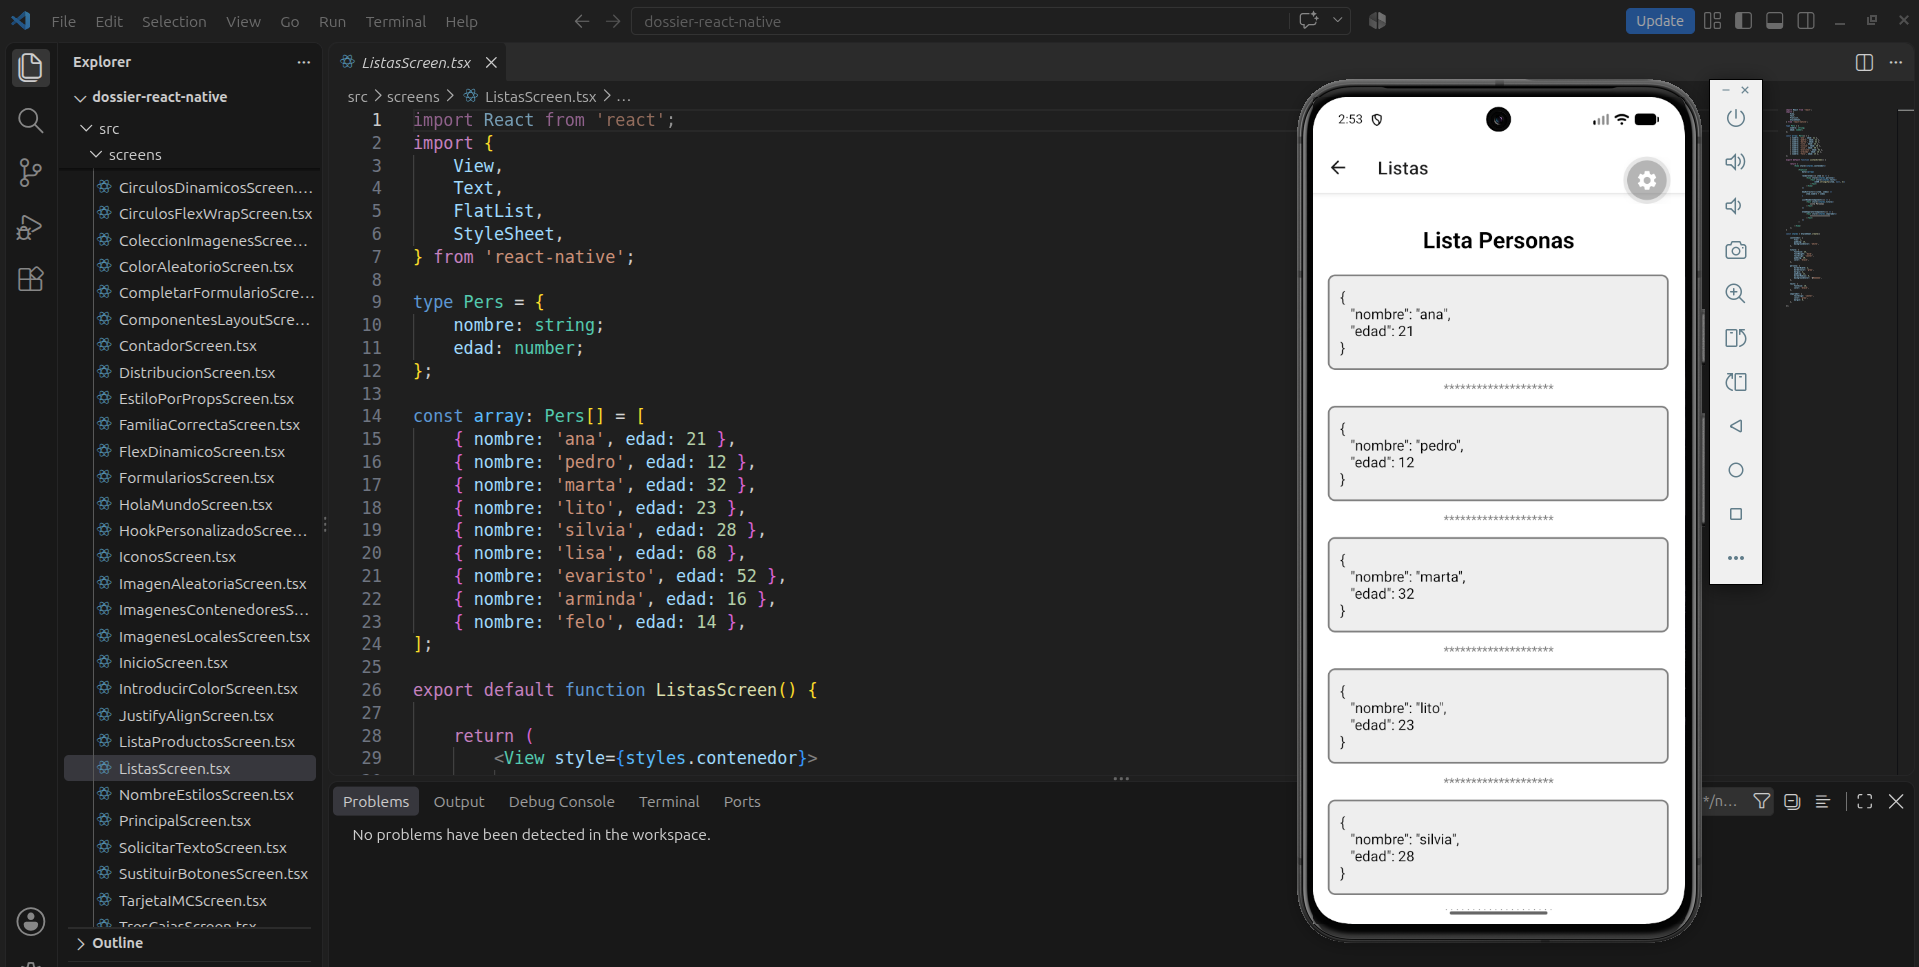 File Edit Selection View Go Run Terminal Help
dossier-react-native
Update
Explorer
dossier-react-native
src
screens
CirculosDinamicosScreen....
CirculosFlexWrapScreen.tsx
ColeccionImagenesScree...
ColorAleatorioScreen.tsx
CompletarFormularioScre...
ComponentesLayoutScre...
ContadorScreen.tsx
DistribucionScreen.tsx
EstiloPorPropsScreen.tsx
FamiliaCorrectaScreen.tsx
FlexDinamicoScreen.tsx
FormulariosScreen.tsx
HolaMundoScreen.tsx
HookPersonalizadoScree...
IconosScreen.tsx
ImagenAleatoriaScreen.tsx
ImagenesContenedoresS...
ImagenesLocalesScreen.tsx
InicioScreen.tsx
IntroducirColorScreen.tsx
JustifyAlignScreen.tsx
ListaProductosScreen.tsx
ListasScreen.tsx
NombreEstilosScreen.tsx
PrincipalScreen.tsx
SolicitarTextoScreen.tsx
SustituirBotonesScreen.tsx
TarjetaIMCScreen.tsx
TresCajasScreen.tsx
Outline
ListasScreen.tsx
src > screens > ListasScreen.tsx > ...
1 import React from 'react';
2 import {
3 View,
4 Text,
5 FlatList,
6 StyleSheet,
7 } from 'react-native';
8
9 type Pers = {
10 nombre: string;
11 edad: number;
12 };
13
14 const array: Pers[] = [
15 { nombre: 'ana', edad: 21 },
16 { nombre: 'pedro', edad: 12 },
17 { nombre: 'marta', edad: 32 },
18 { nombre: 'lito', edad: 23 },
19 { nombre: 'silvia', edad: 28 },
20 { nombre: 'lisa', edad: 68 },
21 { nombre: 'evaristo', edad: 52 },
22 { nombre: 'arminda', edad: 16 },
23 { nombre: 'felo', edad: 14 },
24 ];
25
26 export default function ListasScreen() {
27
28 return (
29 <View style={styles.contenedor}>
Problems Output Debug Console Terminal Ports
*/n...
No problems have been detected in the workspace.
2:53
Listas
Lista Personas
{
"nombre": "ana",
"edad": 21
}
********************
{
"nombre": "pedro",
"edad": 12
}
********************
{
"nombre": "marta",
"edad": 32
}
********************
{
"nombre": "lito",
"edad": 23
}
********************
{
"nombre": "silvia",
"edad": 28
}